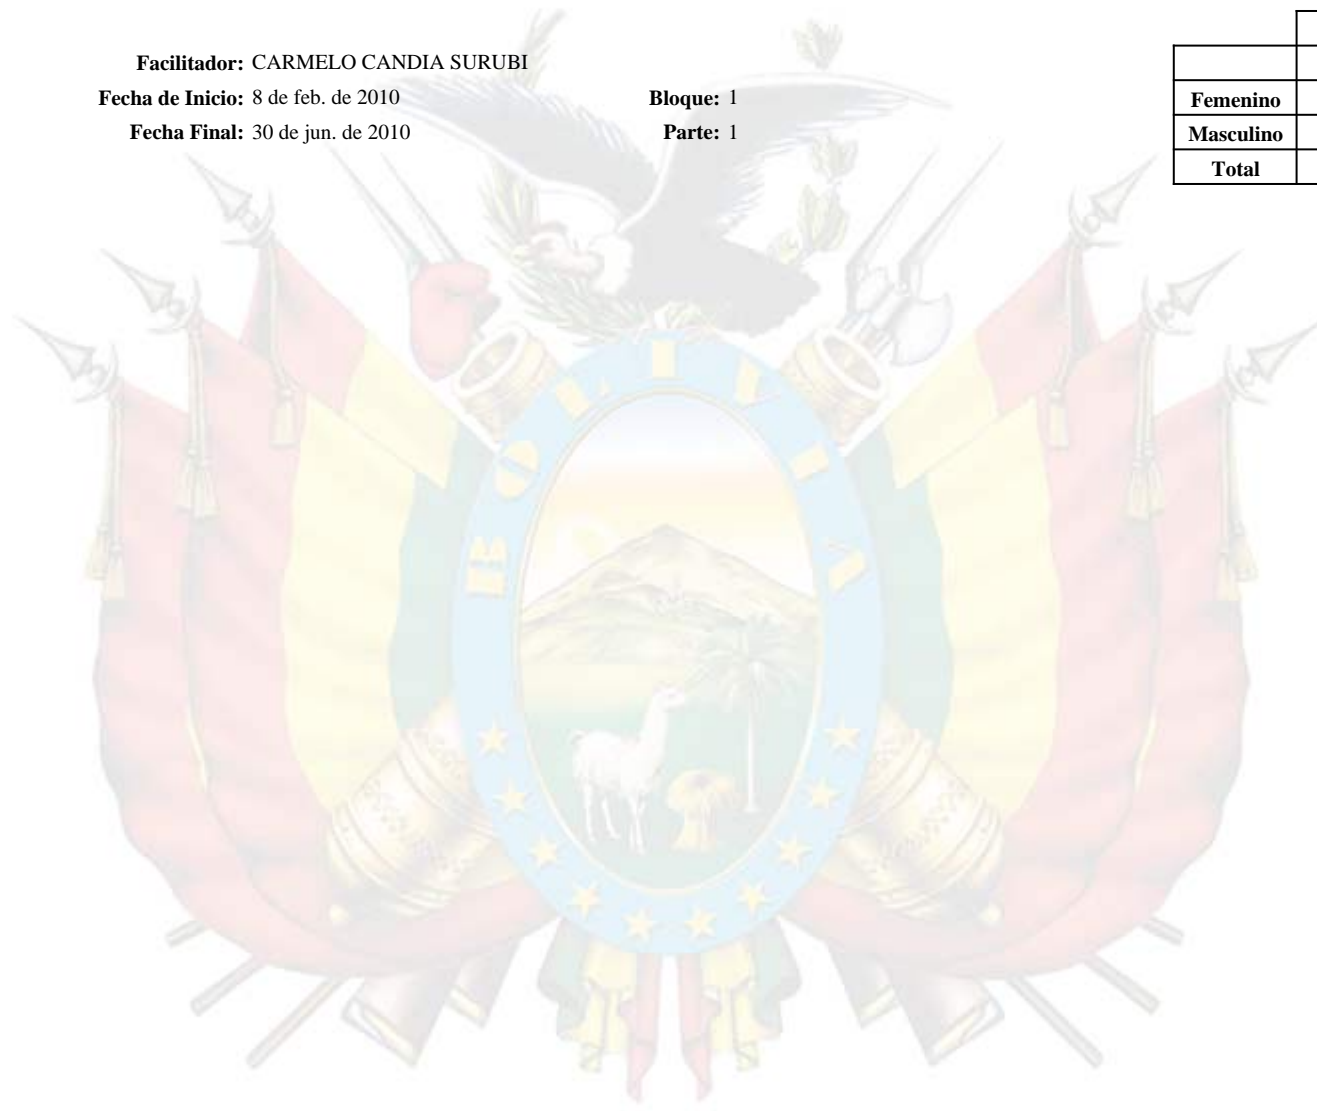 Facilitador: CARMELO CANDIA SURUBI
Fecha de Inicio: 8 de feb. de 2010 Bloque: 1
Fecha Final: 30 de jun. de 2010 Parte: 1
Femenino
Masculino
Total
BOLIVIA